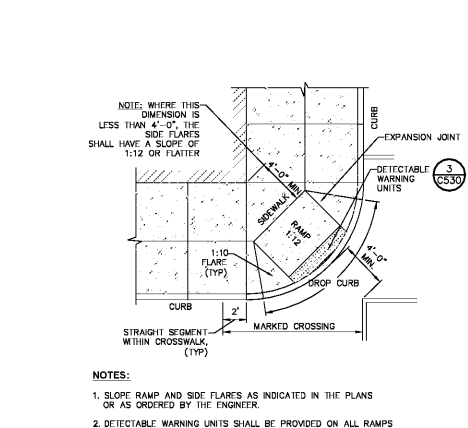 NOTE: WHERE THIS
DIMENSION IS
LESS THAN 4'-0", THE
SIDE FLARES
SHALL HAVE A SLOPE OF
1:12 OR FLATTER
CURB
EXPANSION JOINT
DETECTABLE
WARNING
UNITS
3
C530
4'-0" MIN.
SIDEWALK
RAMP
1:12
1:10
FLARE
(TYP)
4'-0"
MIN.
DROP CURB
CURB
2'
MARKED CROSSING
STRAIGHT SEGMENT
WITHIN CROSSWALK,
(TYP)
NOTES:
1. SLOPE RAMP AND SIDE FLARES AS INDICATED IN THE PLANS
OR AS ORDERED BY THE ENGINEER.
2. DETECTABLE WARNING UNITS SHALL BE PROVIDED ON ALL RAMPS